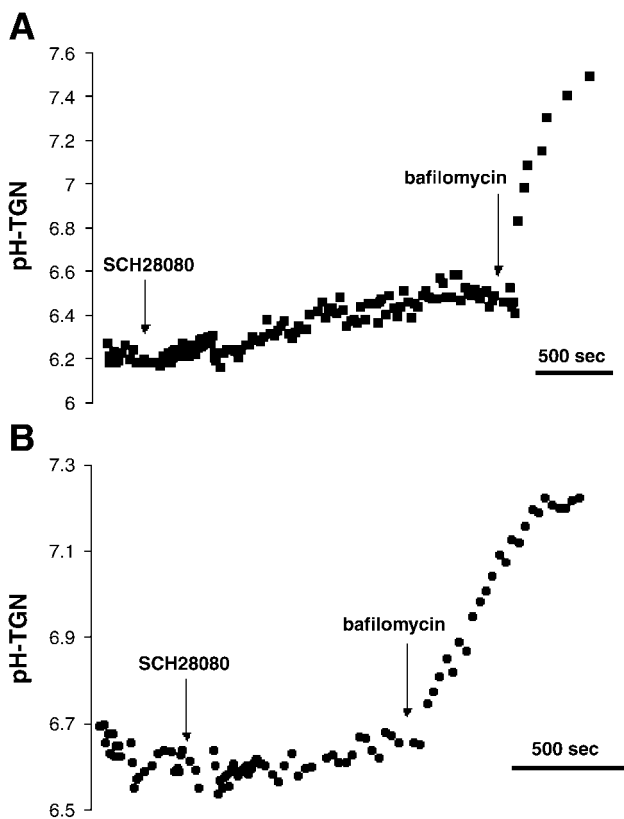 A
7.6
7.4
7.2
7
6.8
6.6
6.4
6.2
6
pH-TGN
SCH28080
bafilomycin
500 sec
B
7.3
7.1
6.9
6.7
6.5
pH-TGN
SCH28080
bafilomycin
500 sec